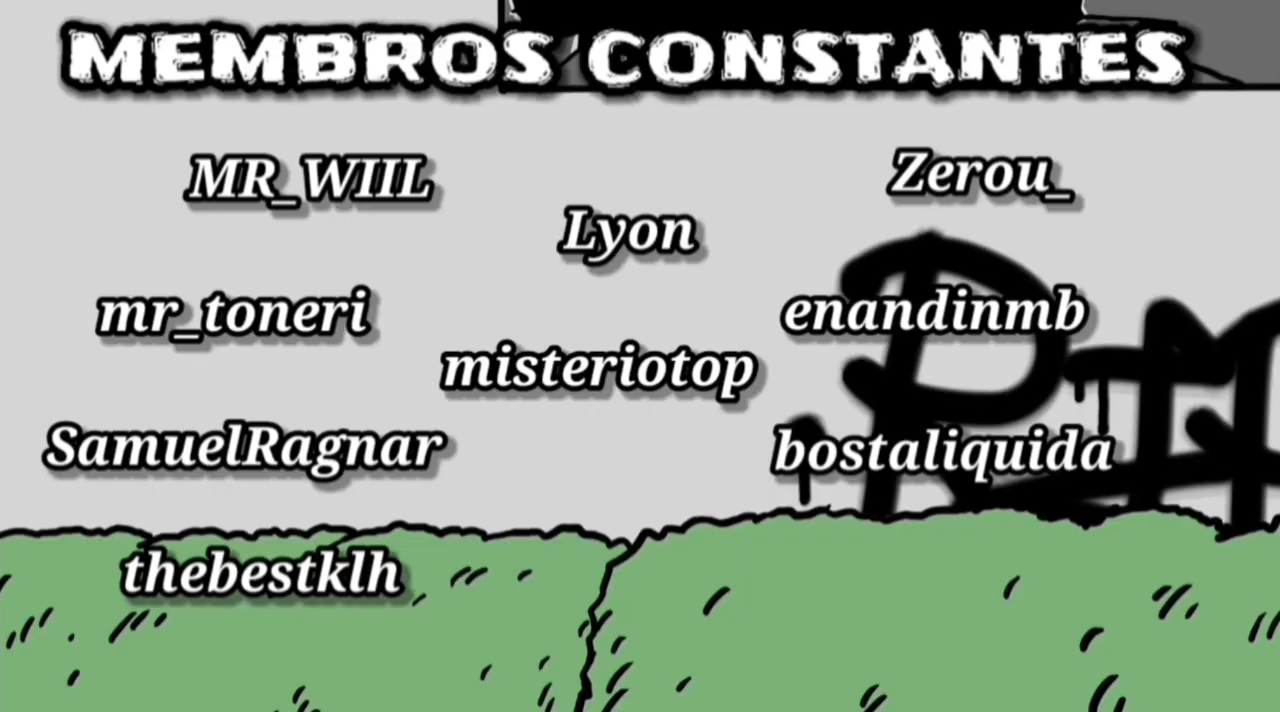 MEMBROS CONSTANTES
MR_WIIL
Zerou_
Lyon
mr_toneri
enandinmb
misteriotop
SamuelRagnar
bostaliquida
thebestklh